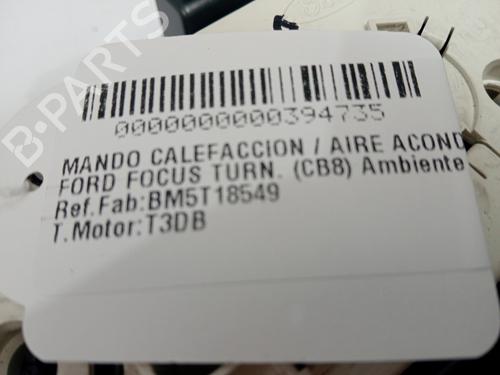 B-PARTS
0000000000394735
MANDO CALEFACCION / AIRE ACOND
FORD FOCUS TURN. (CB8) Ambiente
Ref.Fab:BM5T18549
T.Motor:T3DB